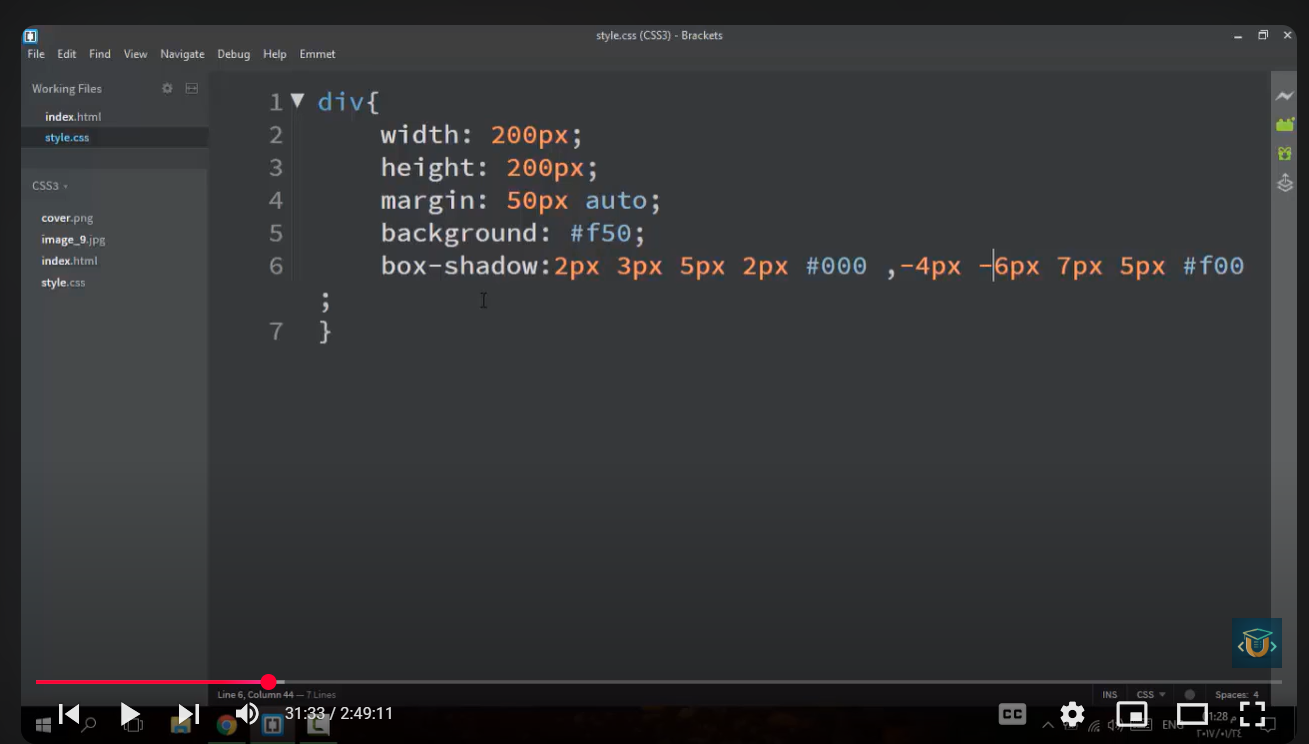 style.css (CSS3) - Brackets
File Edit Find View Navigate Debug Help Emmet
Working Files
index.html
style.css
CSS3
cover.png
image_9.jpg
index.html
style.css
1 div{
2 width: 200px;
3 height: 200px;
4 margin: 50px auto;
5 background: #f50;
6 box-shadow:2px 3px 5px 2px #000 ,-4px -6px 7px 5px #f00
;
7 }
Line 6, Column 44 — 7 Lines
INS CSS Spaces: 4
31:33 / 2:49:11
CC
ENG
٢٠١٧/٠١/٢٤